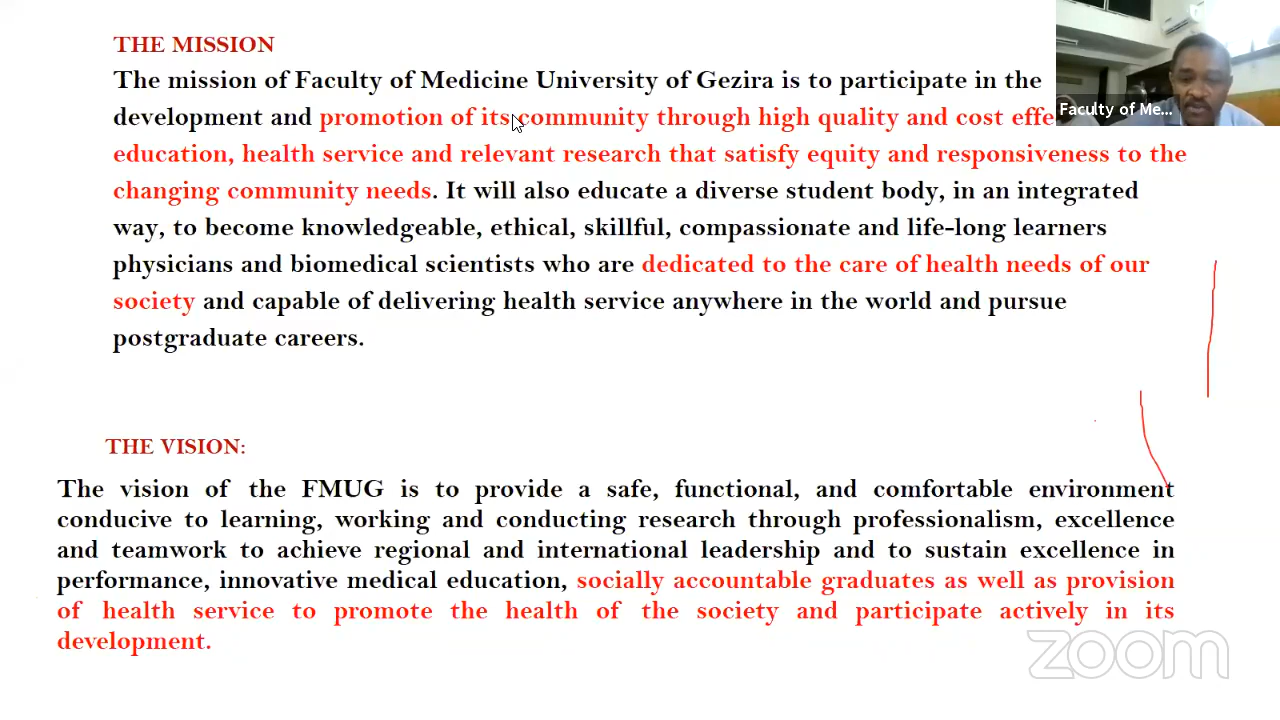 THE MISSION
The mission of Faculty of Medicine University of Gezira is to participate in the
development and promotion of its community through high quality and cost effe
education, health service and relevant research that satisfy equity and responsiveness to the
changing community needs. It will also educate a diverse student body, in an integrated
way, to become knowledgeable, ethical, skillful, compassionate and life-long learners
physicians and biomedical scientists who are dedicated to the care of health needs of our
society and capable of delivering health service anywhere in the world and pursue
postgraduate careers.
Faculty of Me...
THE VISION:
The vision of the FMUG is to provide a safe, functional, and comfortable environment
conducive to learning, working and conducting research through professionalism, excellence
and teamwork to achieve regional and international leadership and to sustain excellence in
performance, innovative medical education, socially accountable graduates as well as provision
of health service to promote the health of the society and participate actively in its
development.
zoom